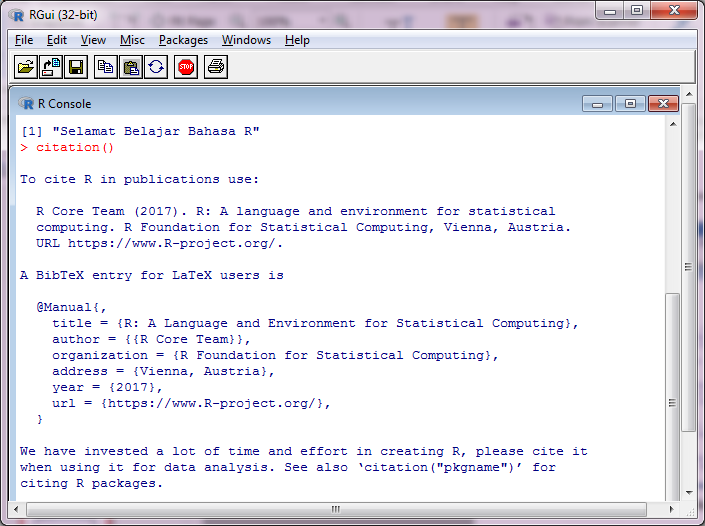 RGui (32-bit)
File Edit View Misc Packages Windows Help
STOP
R Console
[1] "Selamat Belajar Bahasa R"
> citation()
To cite R in publications use:
R Core Team (2017). R: A language and environment for statistical
computing. R Foundation for Statistical Computing, Vienna, Austria.
URL https://www.R-project.org/.
A BibTeX entry for LaTeX users is
@Manual{,
title = {R: A Language and Environment for Statistical Computing},
author = {{R Core Team}},
organization = {R Foundation for Statistical Computing},
address = {Vienna, Austria},
year = {2017},
url = {https://www.R-project.org/},
}
We have invested a lot of time and effort in creating R, please cite it
when using it for data analysis. See also ‘citation("pkgname")’ for
citing R packages.